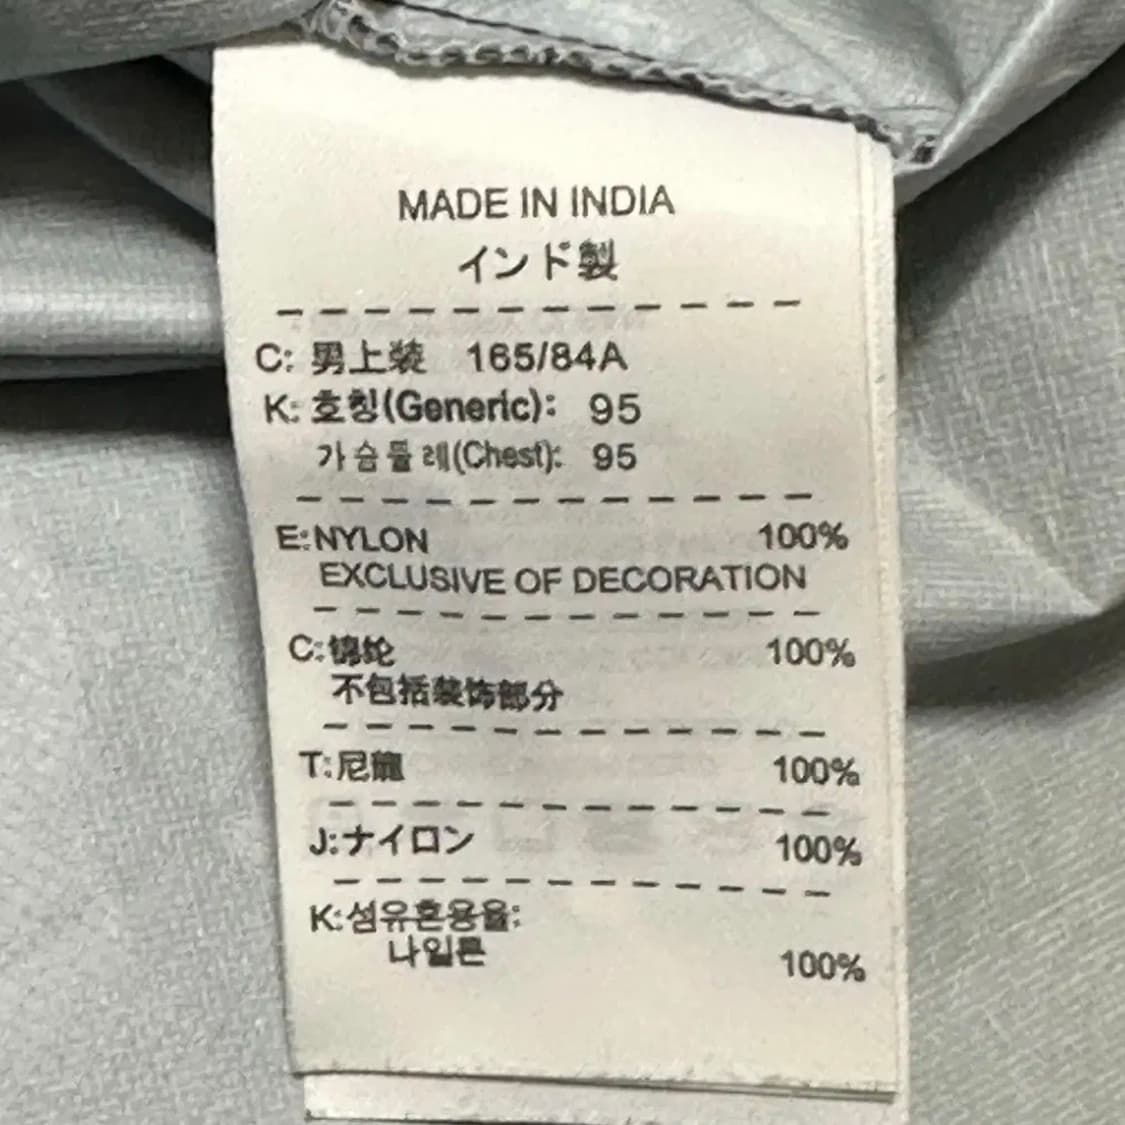 MADE IN INDIA
インド製
C: 男上装 165/84A
K: 호칭(Generic): 95
가슴둘레(Chest): 95
E:NYLON 100%
EXCLUSIVE OF DECORATION
C:锦纶 100%
不包括装饰部分
T:尼龍 100%
J:ナイロン 100%
K:섬유혼용율:
나일론 100%